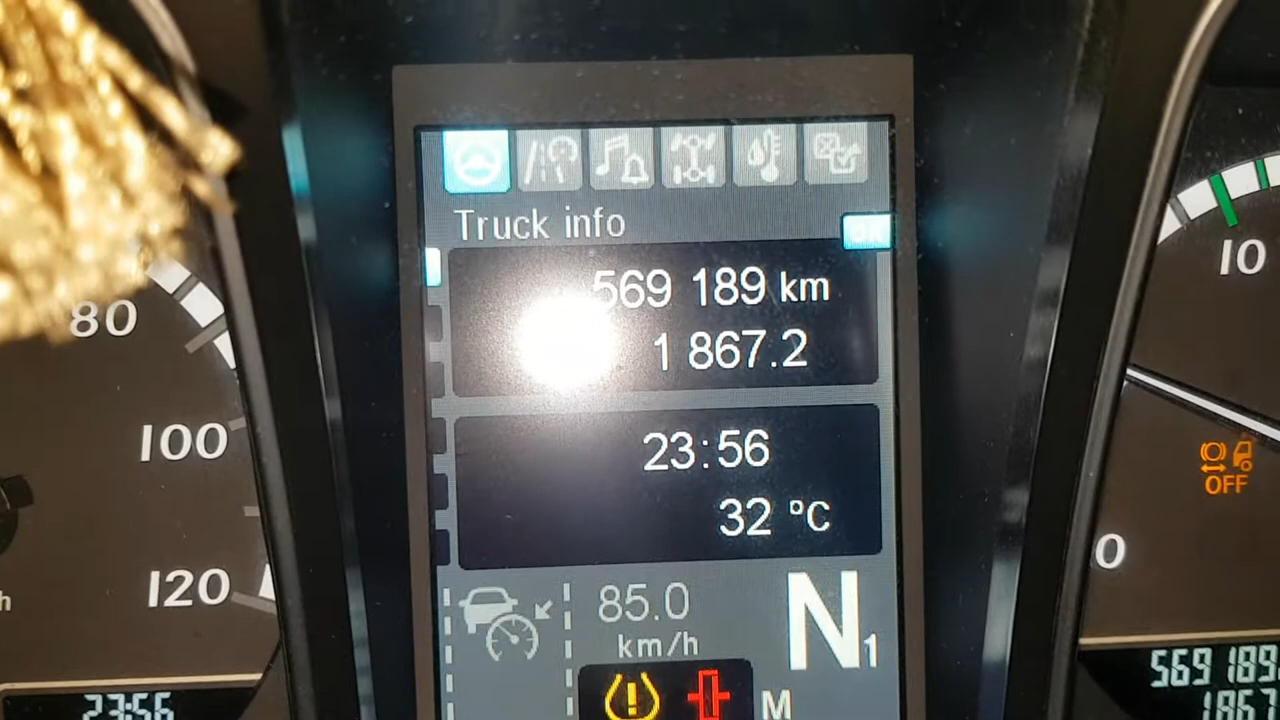 Truck info
569 189 km
1 867.2
23:56
32 °C
85.0
km/h
N1
M
80
100
120
h
23:56
10
OFF
0
569 189
1867